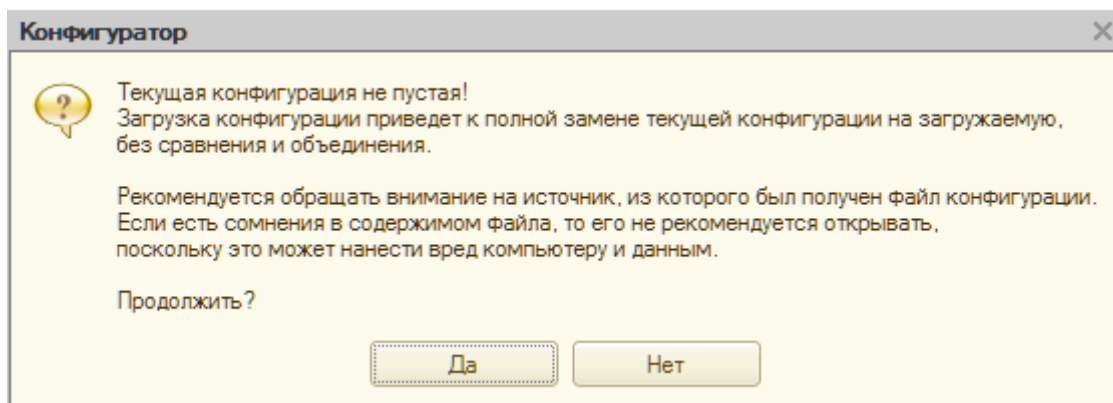 Конфигуратор
Текущая конфигурация не пустая!
Загрузка конфигурации приведет к полной замене текущей конфигурации на загружаемую,
без сравнения и объединения.
Рекомендуется обращать внимание на источник, из которого был получен файл конфигурации.
Если есть сомнения в содержимом файла, то его не рекомендуется открывать,
поскольку это может нанести вред компьютеру и данным.
Продолжить?
Да
Нет